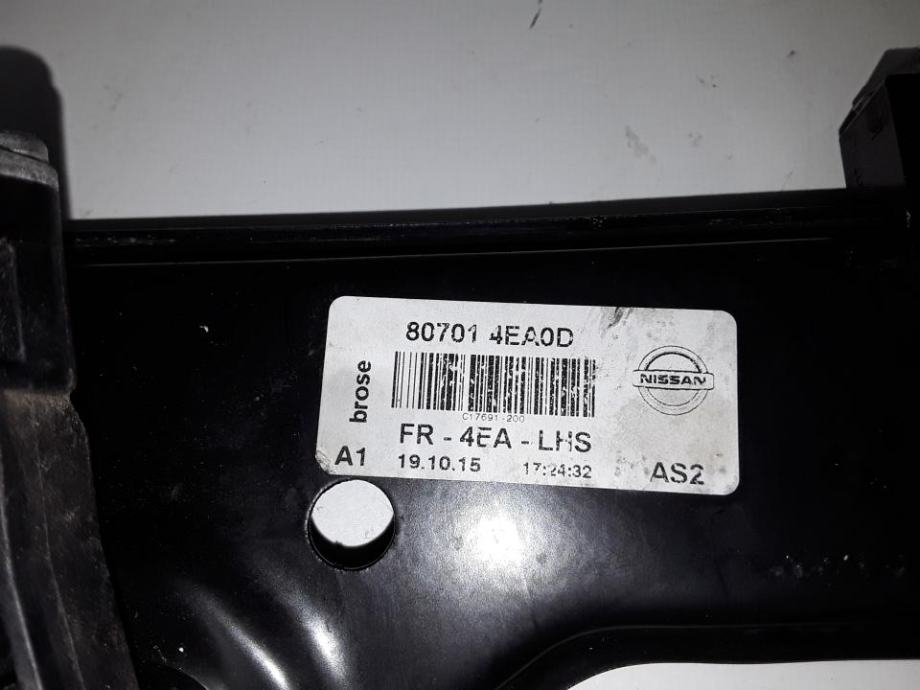 80701 4EA0D
brose
C17691-200
NISSAN
FR - 4EA - LHS
A1
19.10.15 17:24:32
AS2